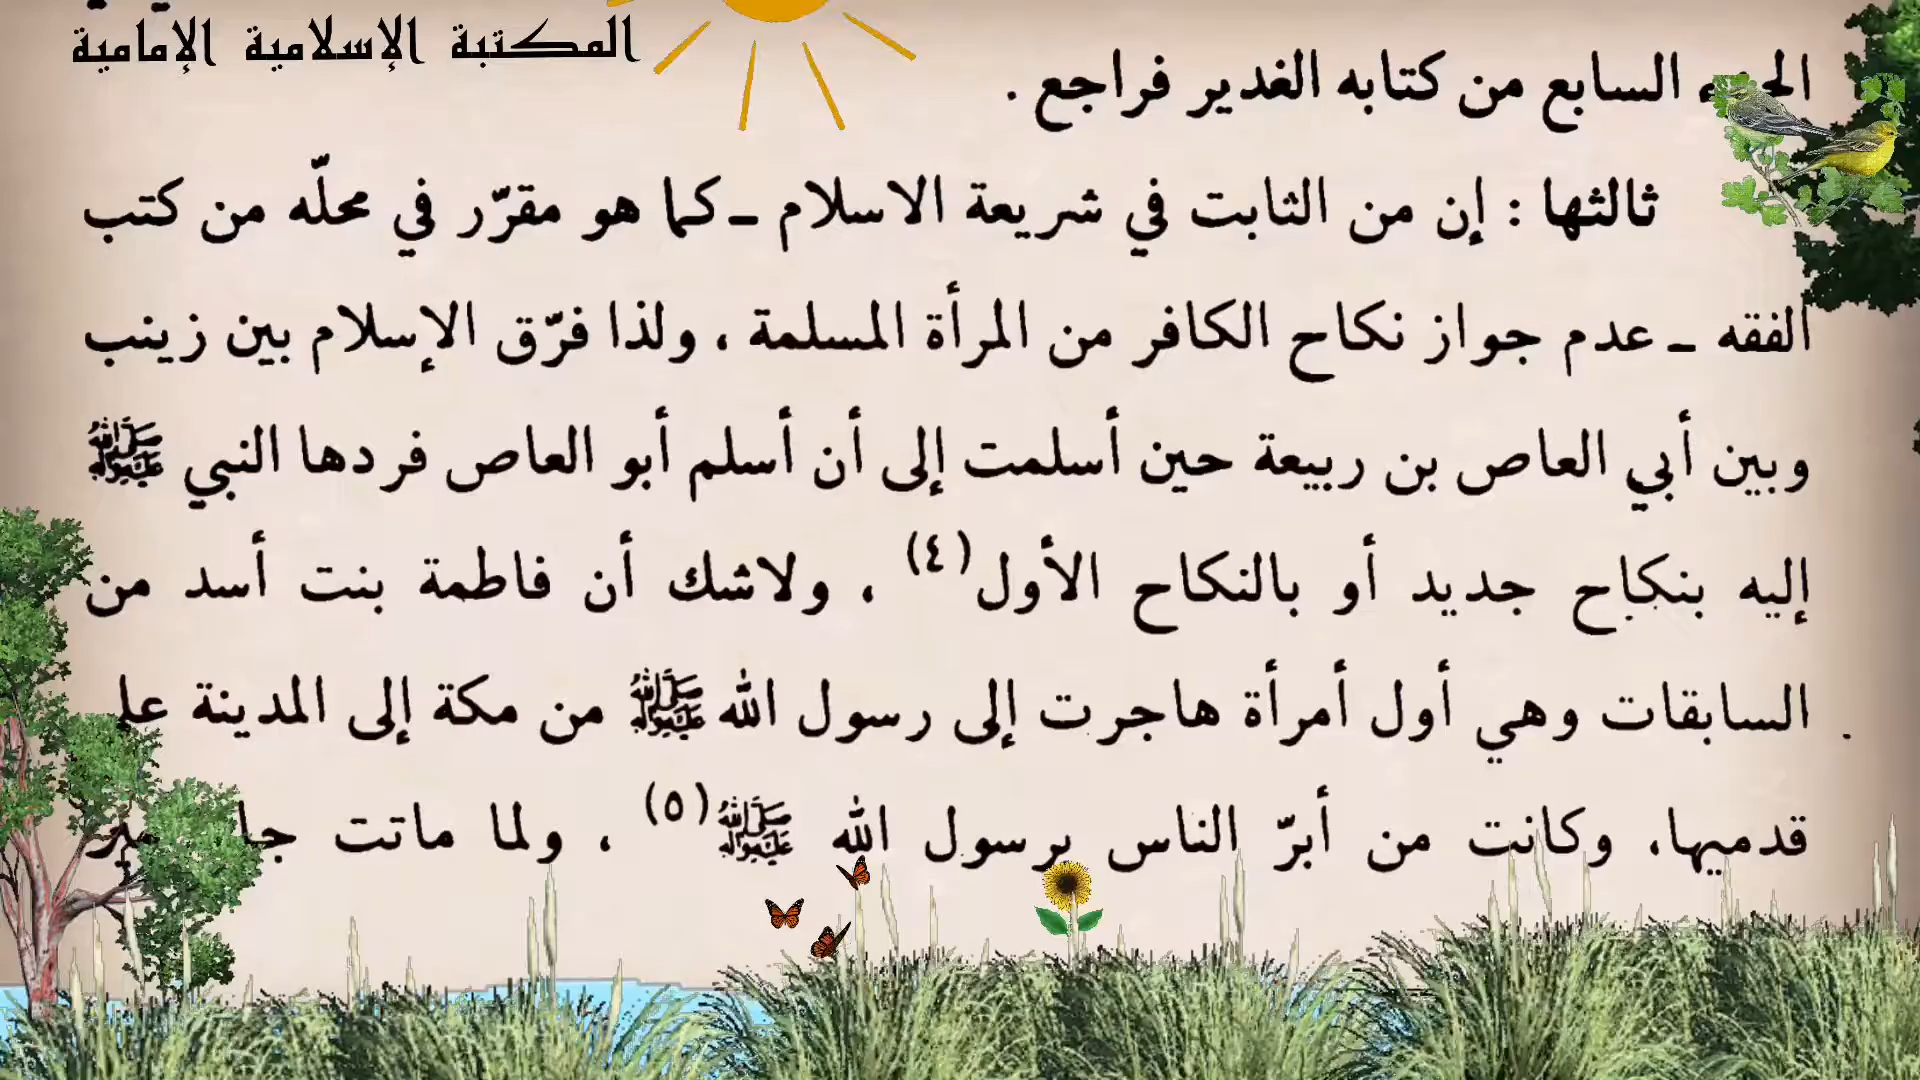 المكتبة الإسلامية الإمامية
السابع من كتابه الغدير فراجع .
ثالثها : إن من الثابت في شريعة الاسلام ـ كما هو مقرّر في محلّه من كتب
الفقه ـ عدم جواز نكاح الكافر من المرأة المسلمة ، ولذا فرّق الإسلام بين زينب
وبين أبي العاص بن ربيعة حين أسلمت إلى أن أسلم أبو العاص فردها النبي ﷺ
إليه بنكاح جديد أو بالنكاح الأول(٤) ، ولاشك أن فاطمة بنت أسد من
السابقات وهي أول أمرأة هاجرت إلى رسول الله ﷺ من مكة إلى المدينة على
قدميها، وكانت من أبرّ الناس برسول الله ﷺ(٥) ، ولما ماتت